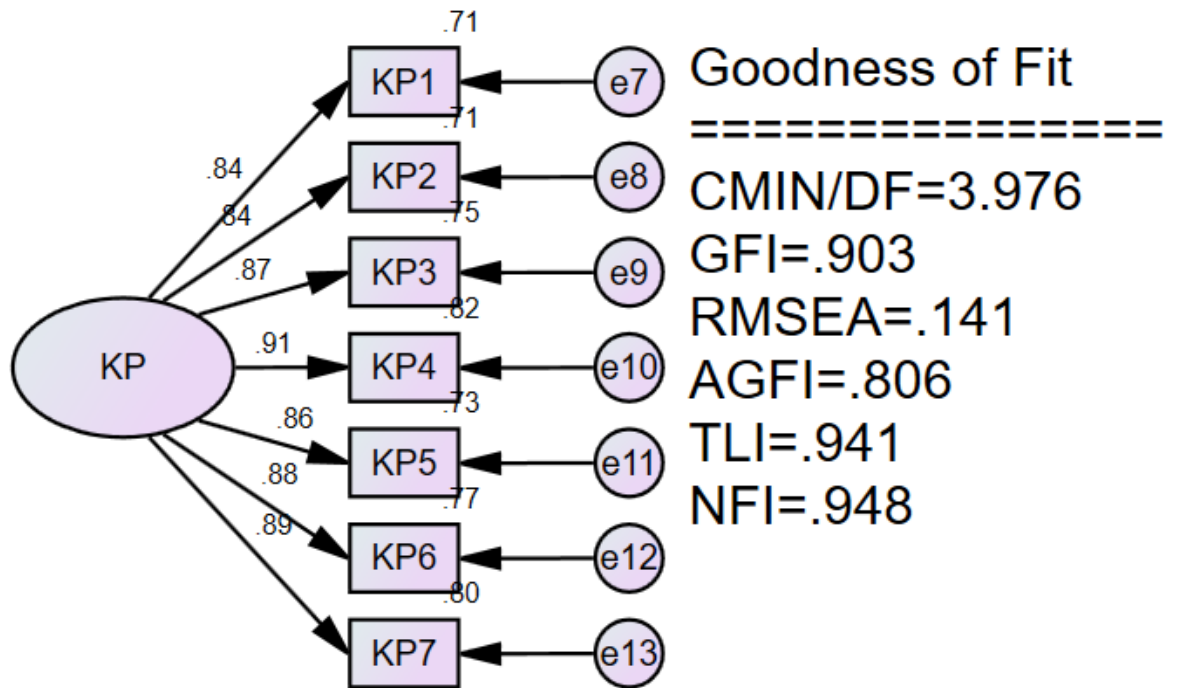 .71
KP1
e7
.71
.84
KP2
e8
.75
.84
KP3
e9
.87
.82
KP
.91
KP4
e10
.73
.86
KP5
e11
.77
.88
KP6
e12
.80
.89
KP7
e13
Goodness of Fit
===============
CMIN/DF=3.976
GFI=.903
RMSEA=.141
AGFI=.806
TLI=.941
NFI=.948